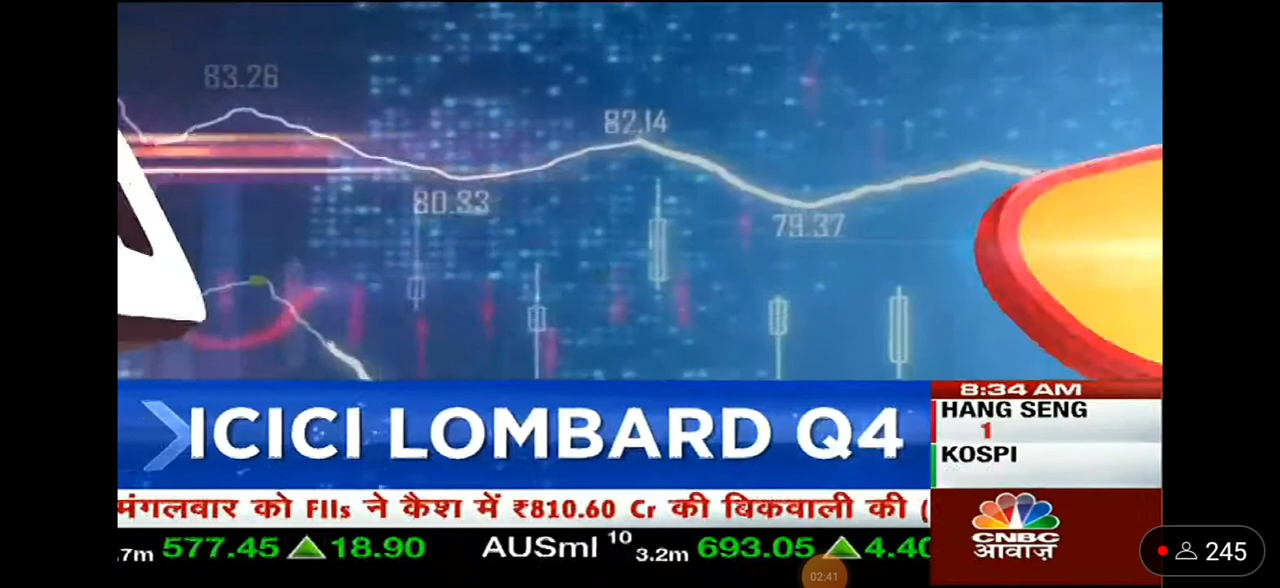 83.26
82.14
80.33
79.37
8:34 AM
ICICI LOMBARD Q4
HANG SENG
1
KOSPI
मंगलवार को FIIs ने कैश में ₹810.60 Cr की बिकवाली की (
.7m 577.45 ▲ 18.90 AUSml 10 3.2m 693.05 ▲ 4.40
CNBC
आवाज़
245
02:41